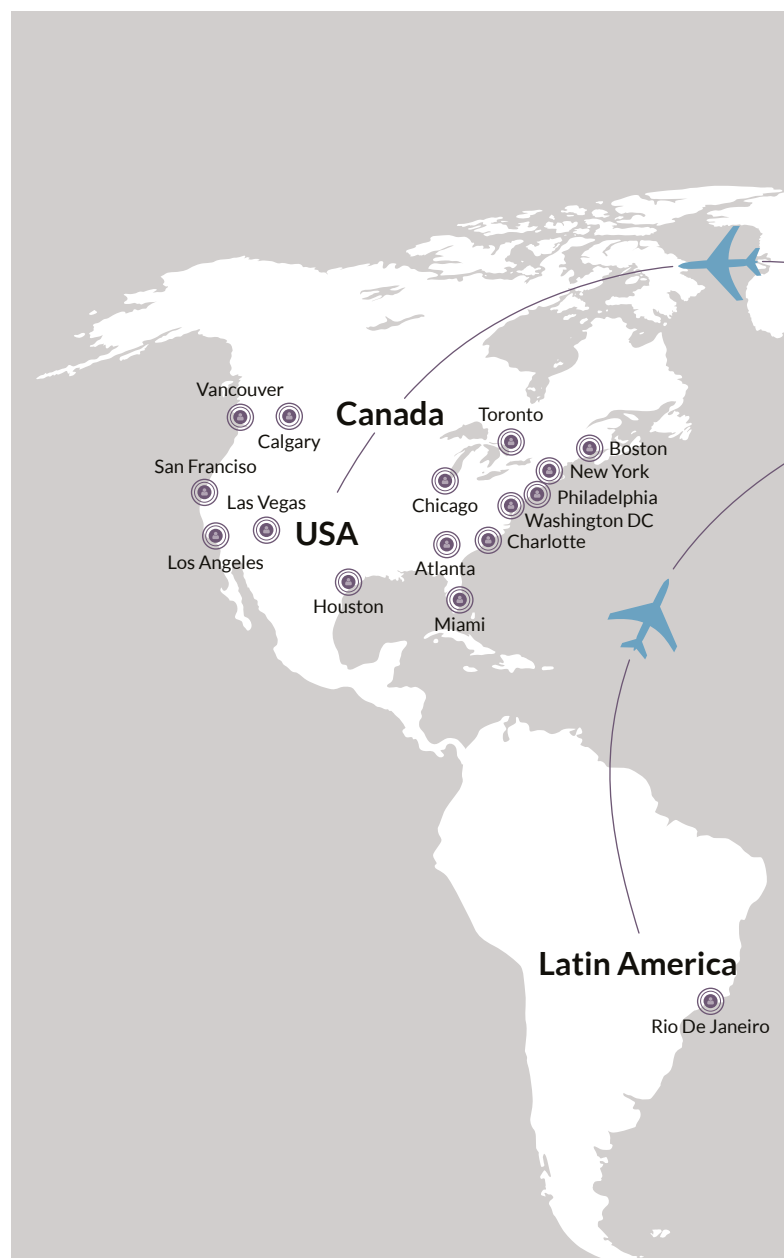 Vancouver
Canada
Toronto
Calgary
Boston
San Franciso
New York
Las Vegas
Chicago
Philadelphia
Washington DC
USA
Charlotte
Los Angeles
Atlanta
Houston
Miami
Latin America
Rio De Janeiro